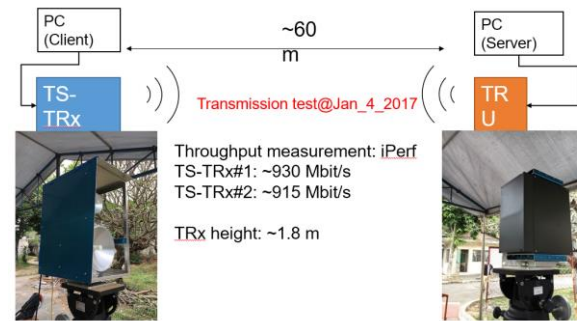 PC
(Client)
~60
m
PC
(Server)
TS-
TRx
Transmission test@Jan_4_2017
TR
U
Throughput measurement: iPerf
TS-TRx#1: ~930 Mbit/s
TS-TRx#2: ~915 Mbit/s
TRx height: ~1.8 m